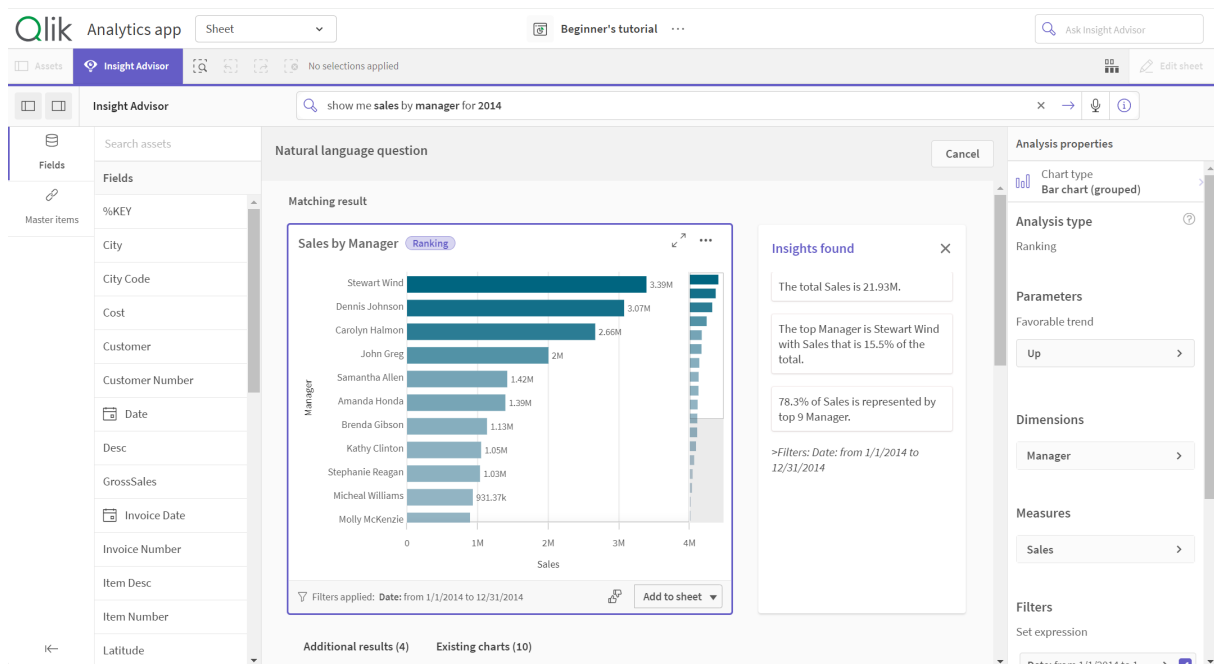 Qlik Analytics app Sheet Beginner's tutorial ··· Ask Insight Advisor
Assets Insight Advisor No selections applied Edit sheet
Insight Advisor show me sales by manager for 2014
Fields
Master items
Search assets
Fields
%KEY
City
City Code
Cost
Customer
Customer Number
Date
Desc
GrossSales
Invoice Date
Invoice Number
Item Desc
Item Number
Latitude
Natural language question
Cancel
Matching result
Sales by Manager Ranking
Manager
Stewart Wind 3.39M
Dennis Johnson 3.07M
Carolyn Halmon 2.66M
John Greg 2M
Samantha Allen 1.42M
Amanda Honda 1.39M
Brenda Gibson 1.13M
Kathy Clinton 1.05M
Stephanie Reagan 1.03M
Micheal Williams 931.37k
Molly McKenzie
0 1M 2M 3M 4M
Sales
Filters applied: Date: from 1/1/2014 to 12/31/2014
Add to sheet
Additional results (4) Existing charts (10)
Insights found
The total Sales is 21.93M.
The top Manager is Stewart Wind
with Sales that is 15.5% of the
total.
78.3% of Sales is represented by
top 9 Manager.
>Filters: Date: from 1/1/2014 to
12/31/2014
Analysis properties
Chart type
Bar chart (grouped)
Analysis type
Ranking
Parameters
Favorable trend
Up
Dimensions
Manager
Measures
Sales
Filters
Set expression
Date: from 1/1/2014 to 1